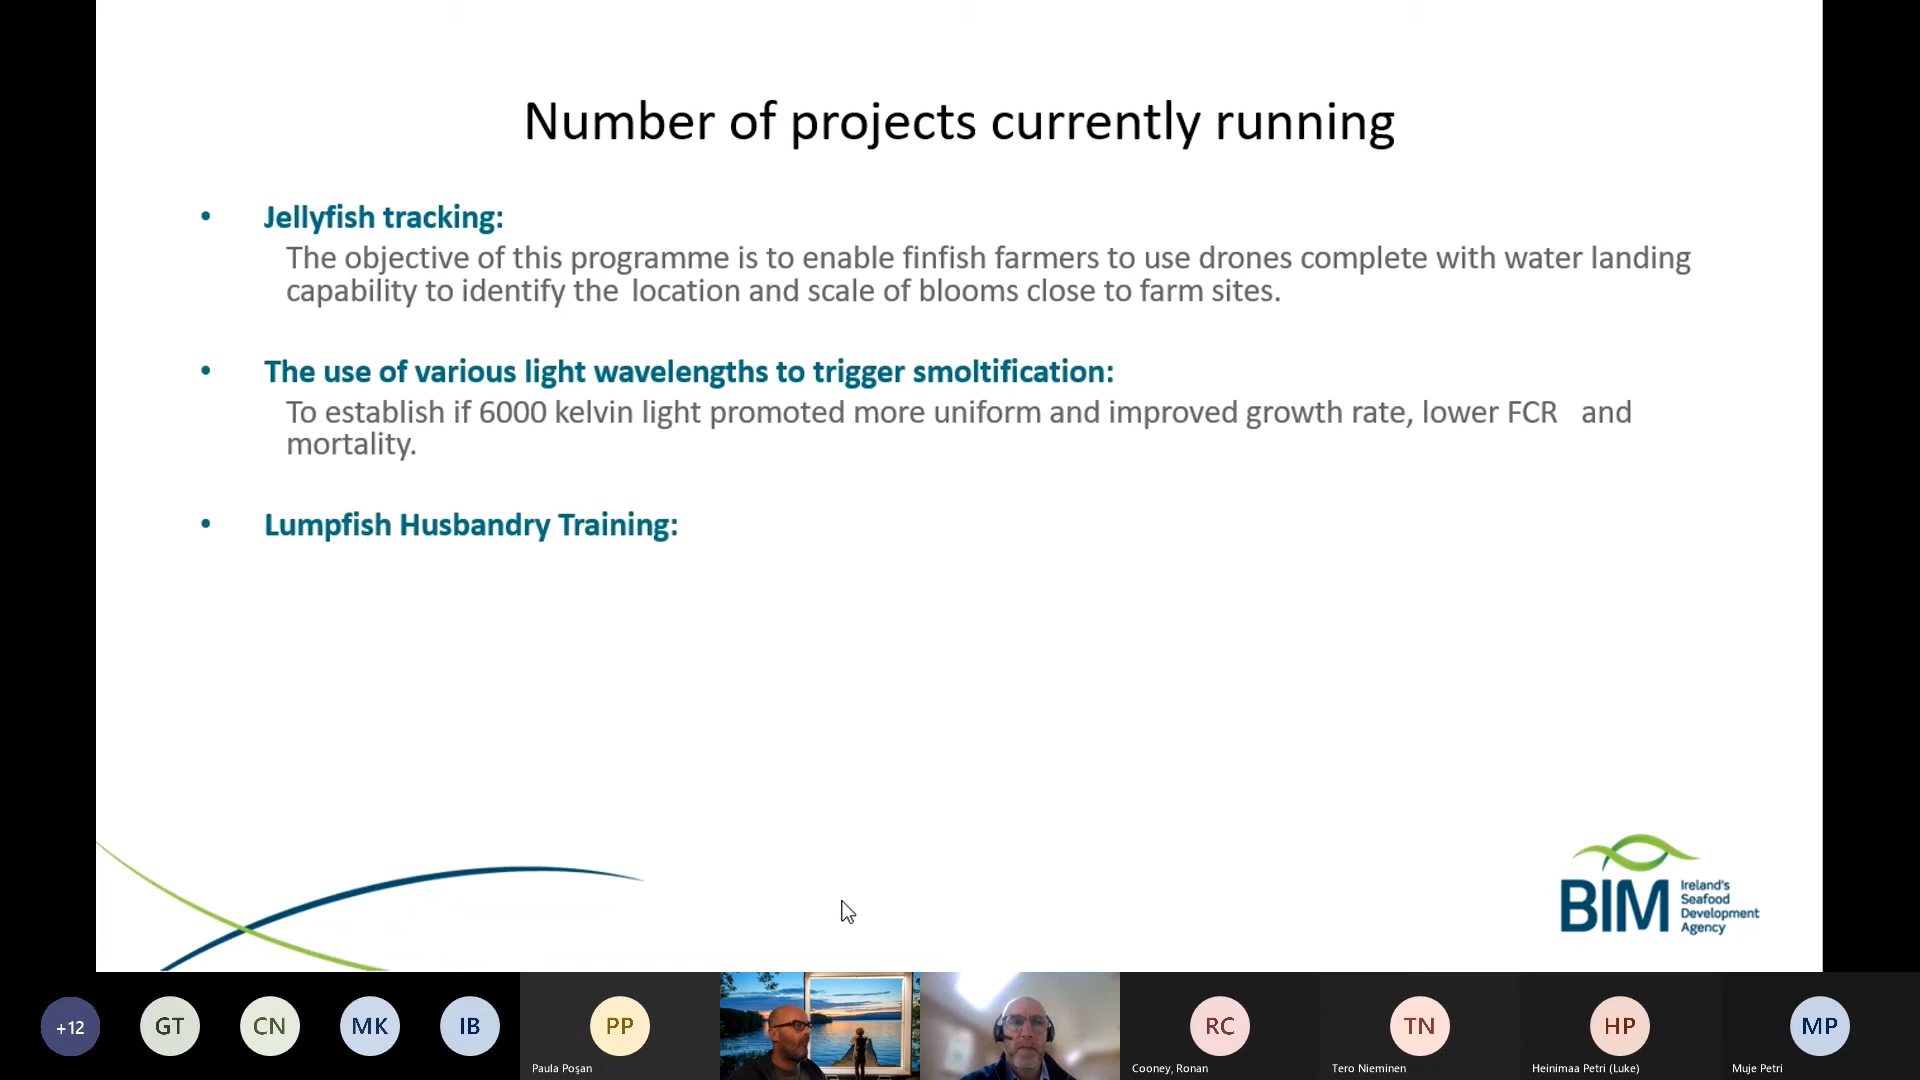 Number of projects currently running
• Jellyfish tracking:
The objective of this programme is to enable finfish farmers to use drones complete with water landing
capability to identify the location and scale of blooms close to farm sites.
• The use of various light wavelengths to trigger smoltification:
To establish if 6000 kelvin light promoted more uniform and improved growth rate, lower FCR and
mortality.
• Lumpfish Husbandry Training:
BIM
Ireland's
Seafood
Development
Agency
+12
GT
CN
MK
IB
PP
RC
TN
HP
MP
Paula Poşan
Cooney, Ronan
Tero Nieminen
Heinimaa Petri (Luke)
Muje Petri